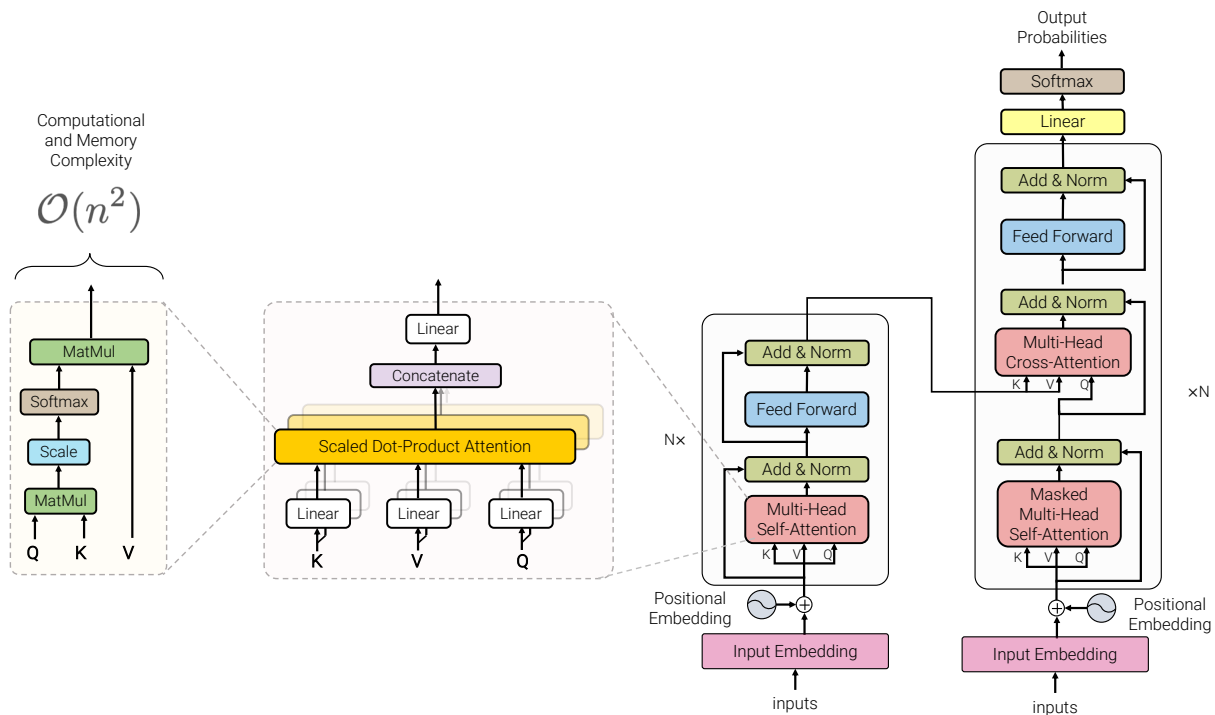 Computational
and Memory
Complexity
𝒪(n²)
MatMul
Softmax
Scale
MatMul
Q K V
Linear
Concatenate
Scaled Dot-Product Attention
Linear Linear Linear
K V Q
N×
Add & Norm
Feed Forward
Add & Norm
Multi-Head
Self-Attention
K V Q
Positional
Embedding
Input Embedding
inputs
Output
Probabilities
Softmax
Linear
Add & Norm
Feed Forward
Add & Norm
Multi-Head
Cross-Attention
K V Q
×N
Add & Norm
Masked
Multi-Head
Self-Attention
K V Q
Positional
Embedding
Input Embedding
inputs